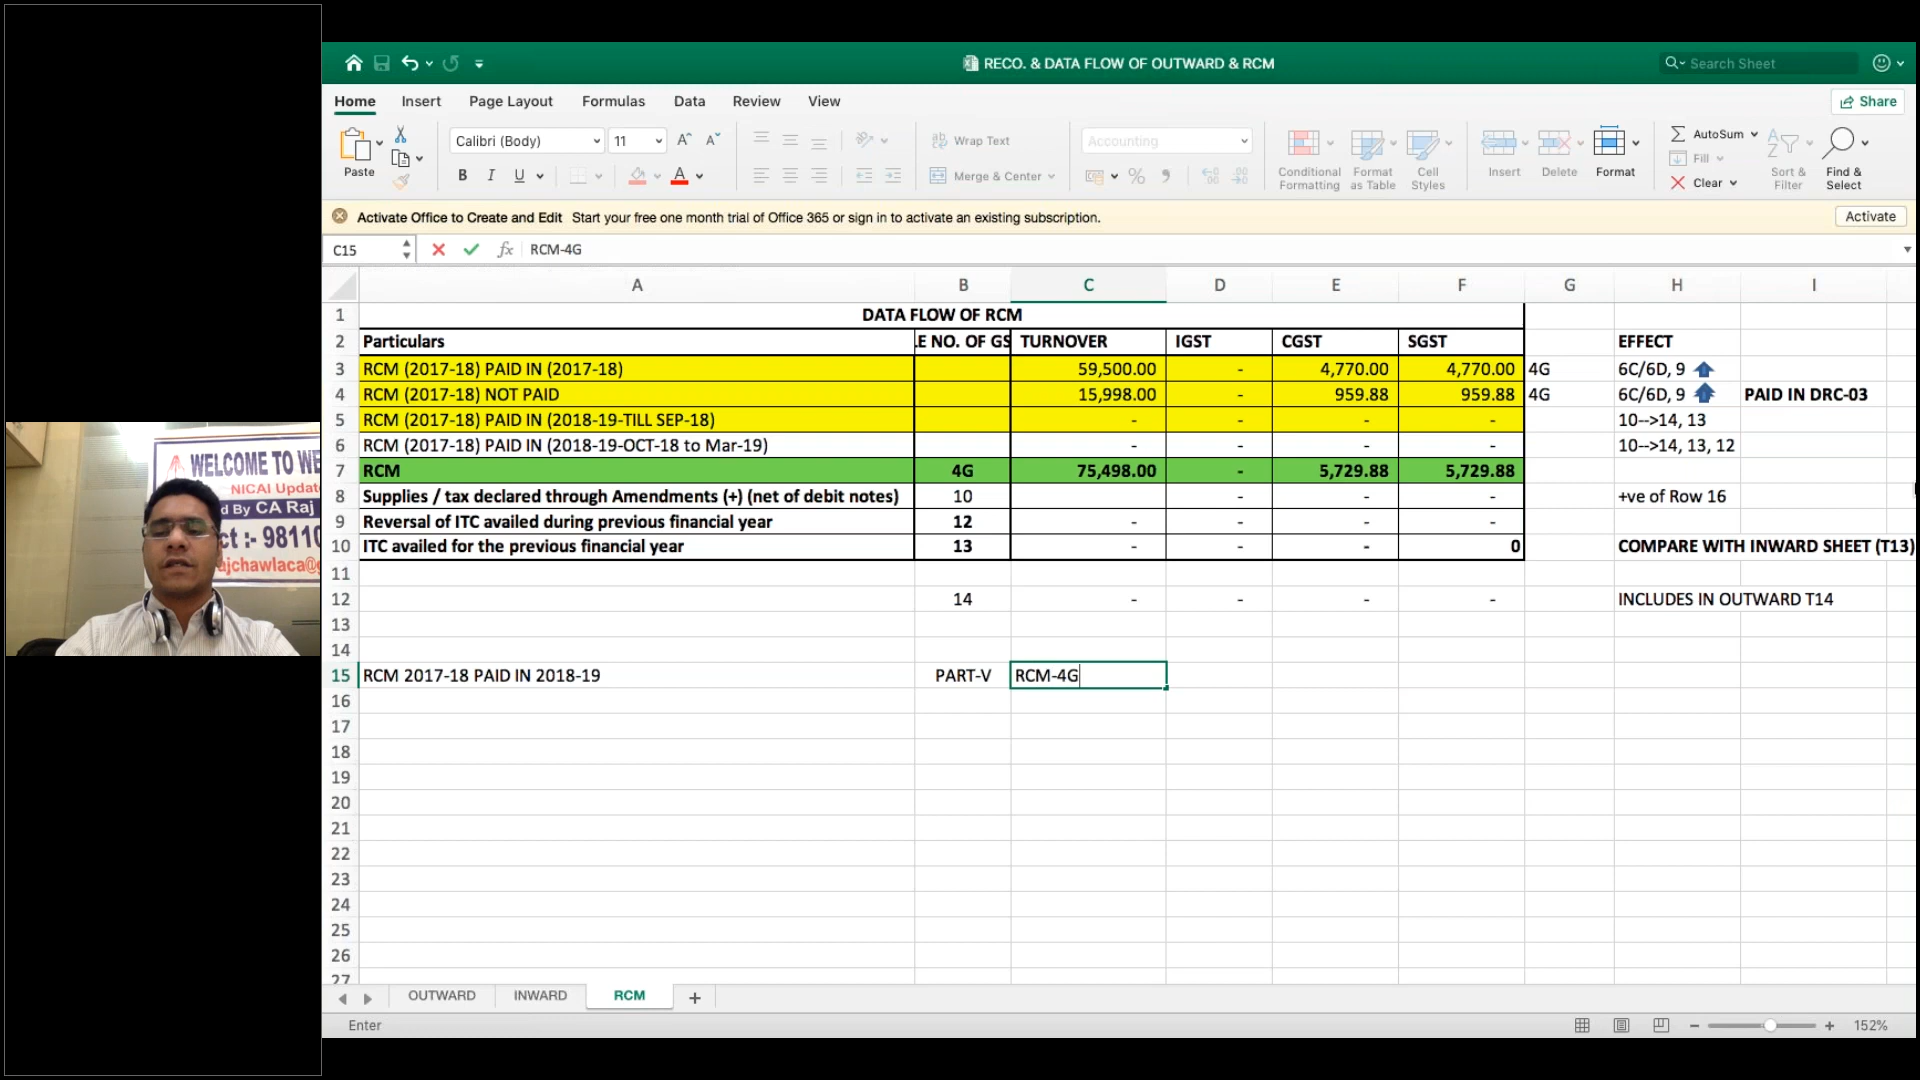 RECO. & DATA FLOW OF OUTWARD & RCM
Search Sheet
Home Insert Page Layout Formulas Data Review View
Share
Paste
Calibri (Body) 11
B I U
Wrap Text
Merge & Center
Accounting
Conditional Formatting
Format as Table
Cell Styles
Insert Delete Format
AutoSum
Fill
Clear
Sort & Filter
Find & Select
Activate Office to Create and Edit Start your free one month trial of Office 365 or sign in to activate an existing subscription.
Activate
C15 fx RCM-4G
A B C D E F G H I
1 DATA FLOW OF RCM
2 Particulars E NO. OF GS TURNOVER IGST CGST SGST EFFECT
3 RCM (2017-18) PAID IN (2017-18) 59,500.00 - 4,770.00 4,770.00 4G 6C/6D, 9
4 RCM (2017-18) NOT PAID 15,998.00 - 959.88 959.88 4G 6C/6D, 9 PAID IN DRC-03
5 RCM (2017-18) PAID IN (2018-19-TILL SEP-18) - - - - 10-->14, 13
6 RCM (2017-18) PAID IN (2018-19-OCT-18 to Mar-19) - - - - 10-->14, 13, 12
7 RCM 4G 75,498.00 - 5,729.88 5,729.88
8 Supplies / tax declared through Amendments (+) (net of debit notes) 10 - - - +ve of Row 16
9 Reversal of ITC availed during previous financial year 12 - - - -
10 ITC availed for the previous financial year 13 - - - 0 COMPARE WITH INWARD SHEET (T13)
11
12 14 - - - - INCLUDES IN OUTWARD T14
13
14
15 RCM 2017-18 PAID IN 2018-19 PART-V RCM-4G
16
17
18
19
20
21
22
23
24
25
26
27
OUTWARD INWARD RCM +
Enter
152%
WELCOME TO WE
NICAI Updat
d By CA Raj
ct :- 98110
ajchawlaca@g